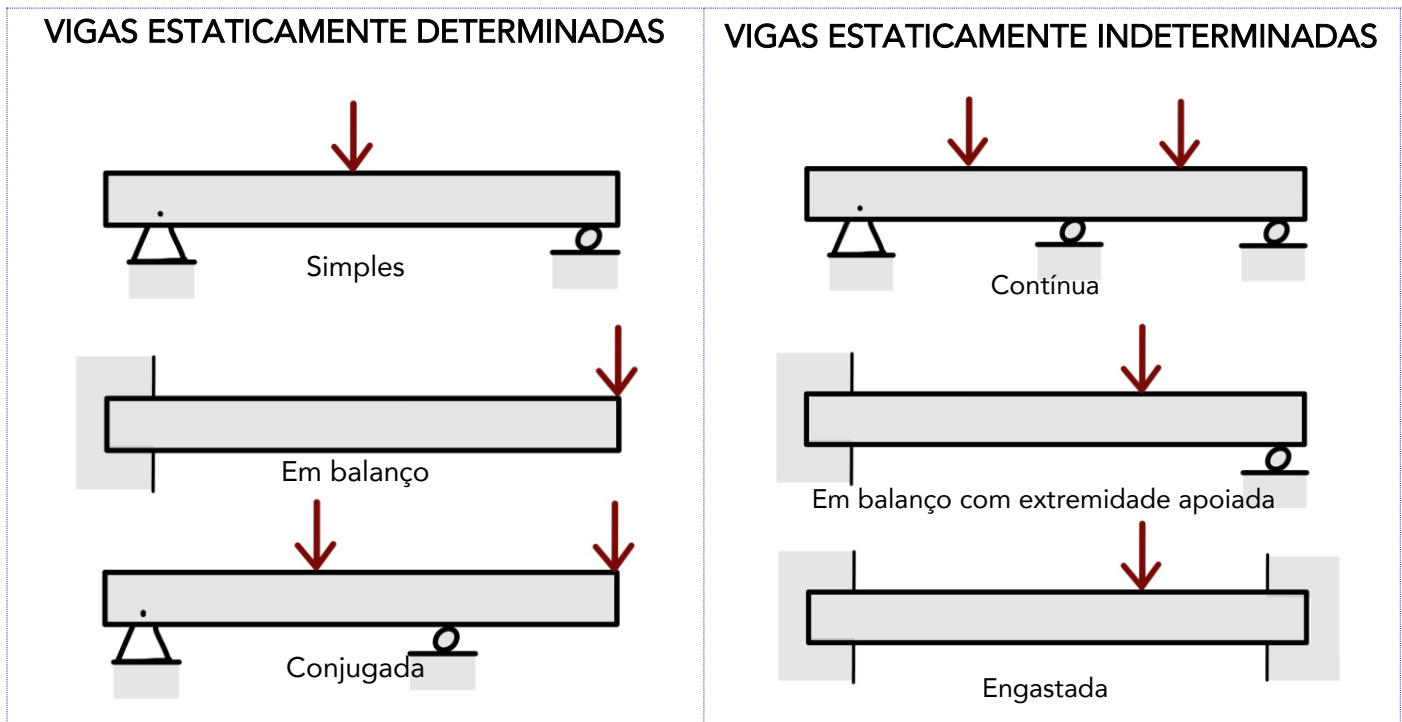 VIGAS ESTATICAMENTE DETERMINADAS
Simples
Em balanço
Conjugada
VIGAS ESTATICAMENTE INDETERMINADAS
Contínua
Em balanço com extremidade apoiada
Engastada